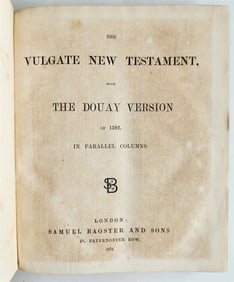 THE
VULGATE NEW TESTAMENT,
WITH
THE DOUAY VERSION
OF 1582.
IN PARALLEL COLUMNS.
SB
LONDON:
SAMUEL BAGSTER AND SONS
15, PATERNOSTER ROW,